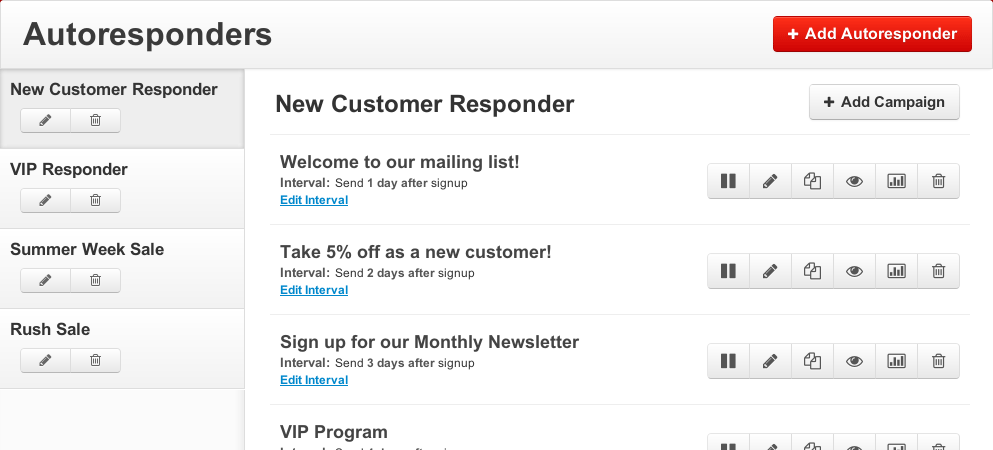 Autoresponders
+ Add Autoresponder
New Customer Responder
VIP Responder
Summer Week Sale
Rush Sale
New Customer Responder
+ Add Campaign
Welcome to our mailing list!
Interval: Send 1 day after signup
Edit Interval
Take 5% off as a new customer!
Interval: Send 2 days after signup
Edit Interval
Sign up for our Monthly Newsletter
Interval: Send 3 days after signup
Edit Interval
VIP Program